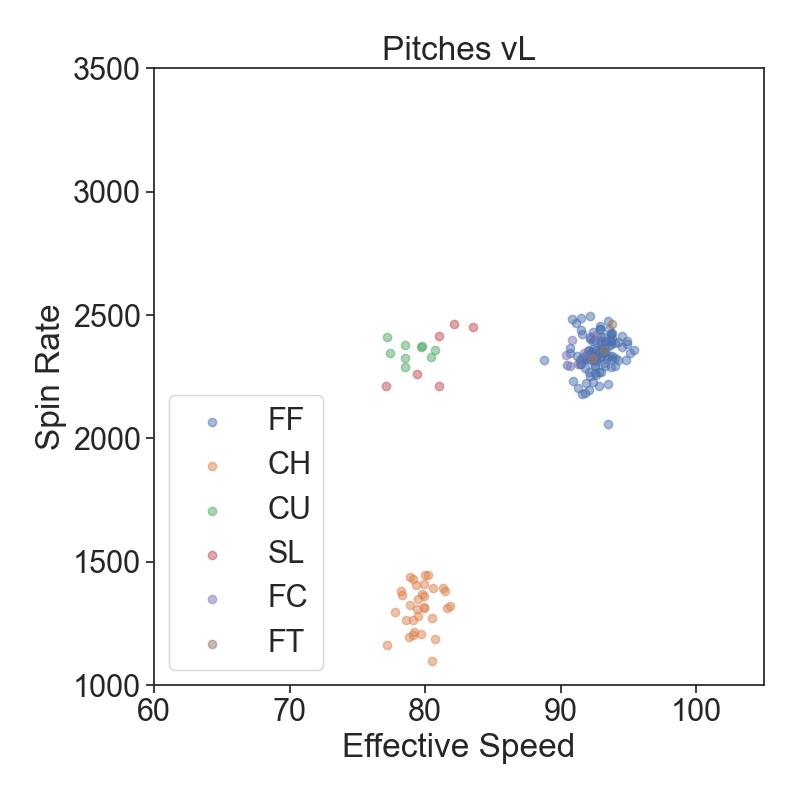 Pitches vL
3500
3000
2500
2000
1500
1000
Spin Rate
FF
CH
CU
SL
FC
FT
60 70 80 90 100
Effective Speed